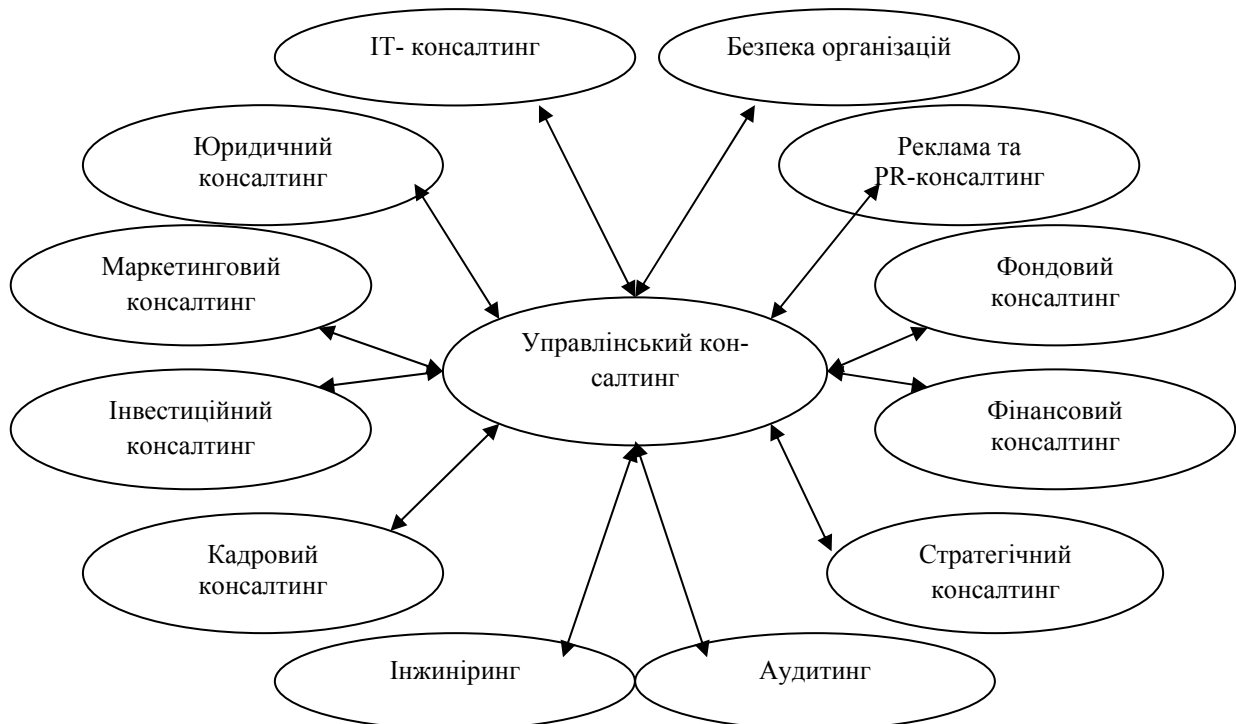 ІТ- консалтинг
Безпека організацій
Юридичний
консалтинг
Реклама та
PR-консалтинг
Маркетинговий
консалтинг
Фондовий
консалтинг
Управлінський кон-
салтинг
Інвестиційний
консалтинг
Фінансовий
консалтинг
Кадровий
консалтинг
Стратегічний
консалтинг
Інжиніринг
Аудитинг